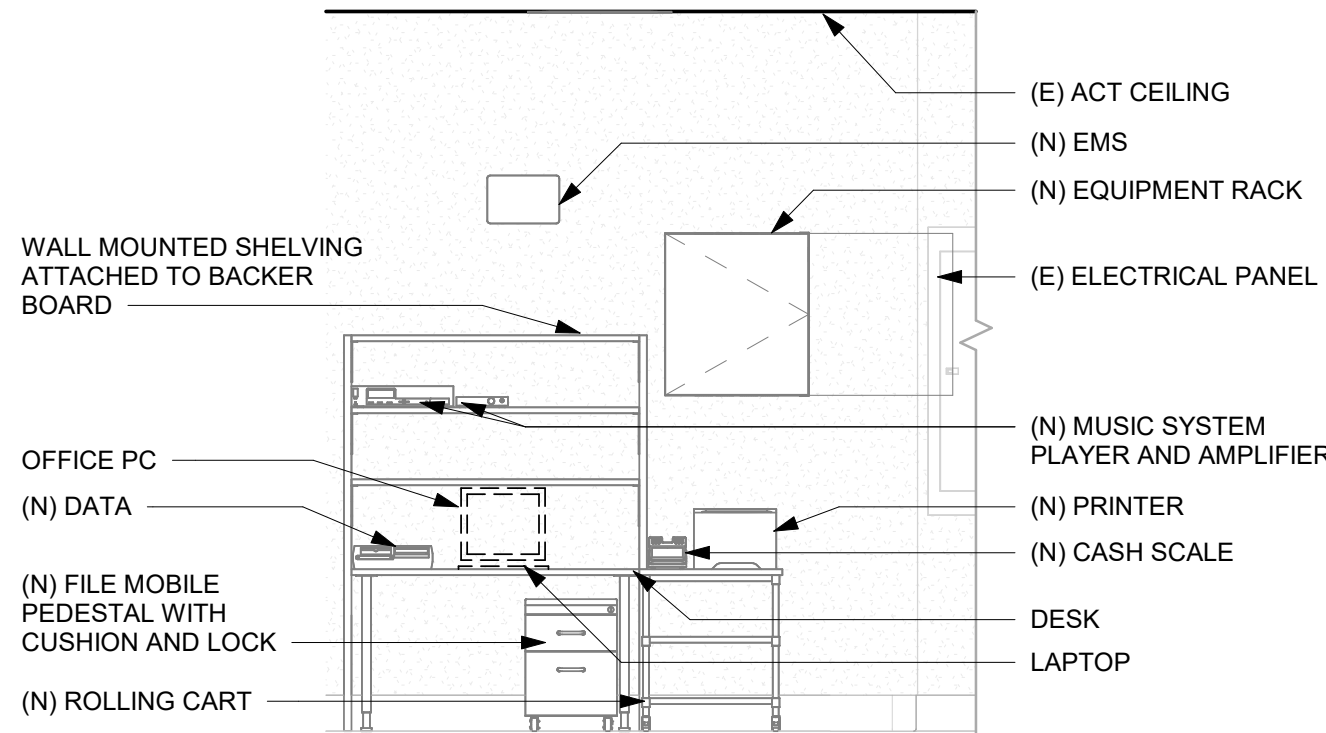 (E) ACT CEILING
(N) EMS
(N) EQUIPMENT RACK
WALL MOUNTED SHELVING
ATTACHED TO BACKER
BOARD
(E) ELECTRICAL PANEL
(N) MUSIC SYSTEM
PLAYER AND AMPLIFIER
OFFICE PC
(N) DATA
(N) PRINTER
(N) CASH SCALE
(N) FILE MOBILE
PEDESTAL WITH
CUSHION AND LOCK
DESK
LAPTOP
(N) ROLLING CART